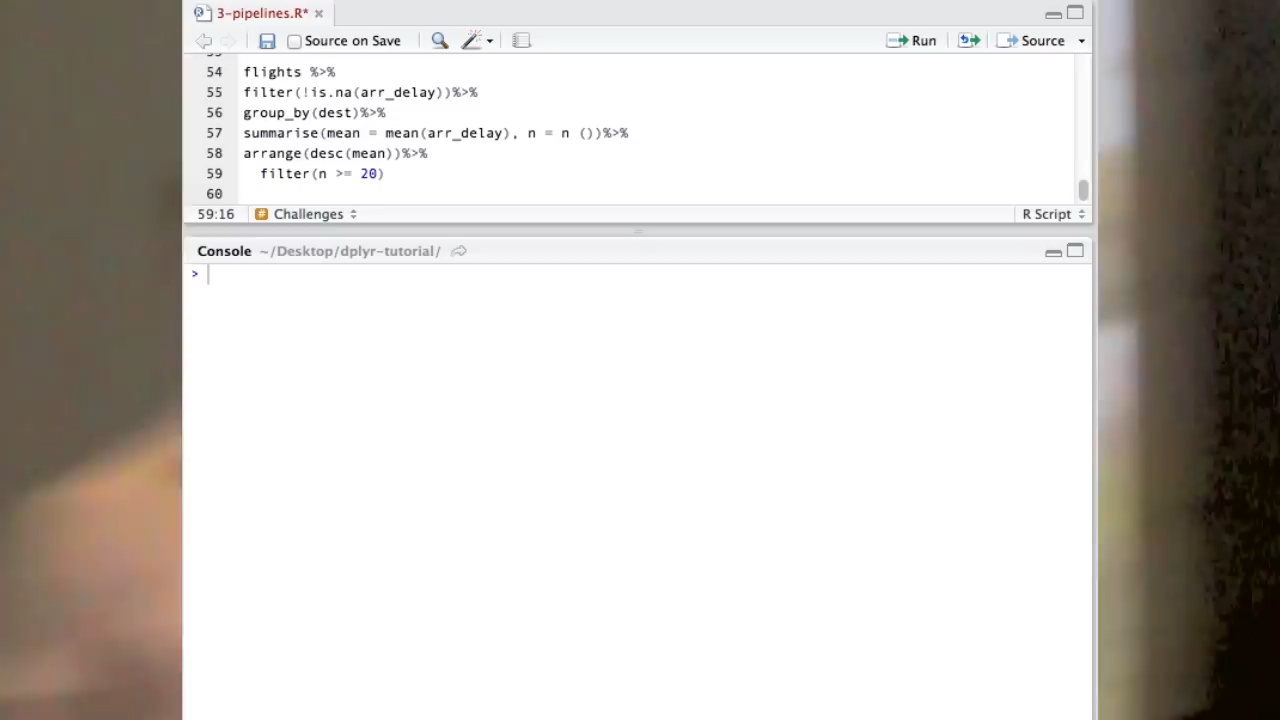 3-pipelines.R*
Source on Save
Run
Source
54 flights %>%
55 filter(!is.na(arr_delay))%>%
56 group_by(dest)%>%
57 summarise(mean = mean(arr_delay), n = n ())%>%
58 arrange(desc(mean))%>%
59 filter(n >= 20)
60
59:16 # Challenges R Script
Console ~/Desktop/dplyr-tutorial/
>